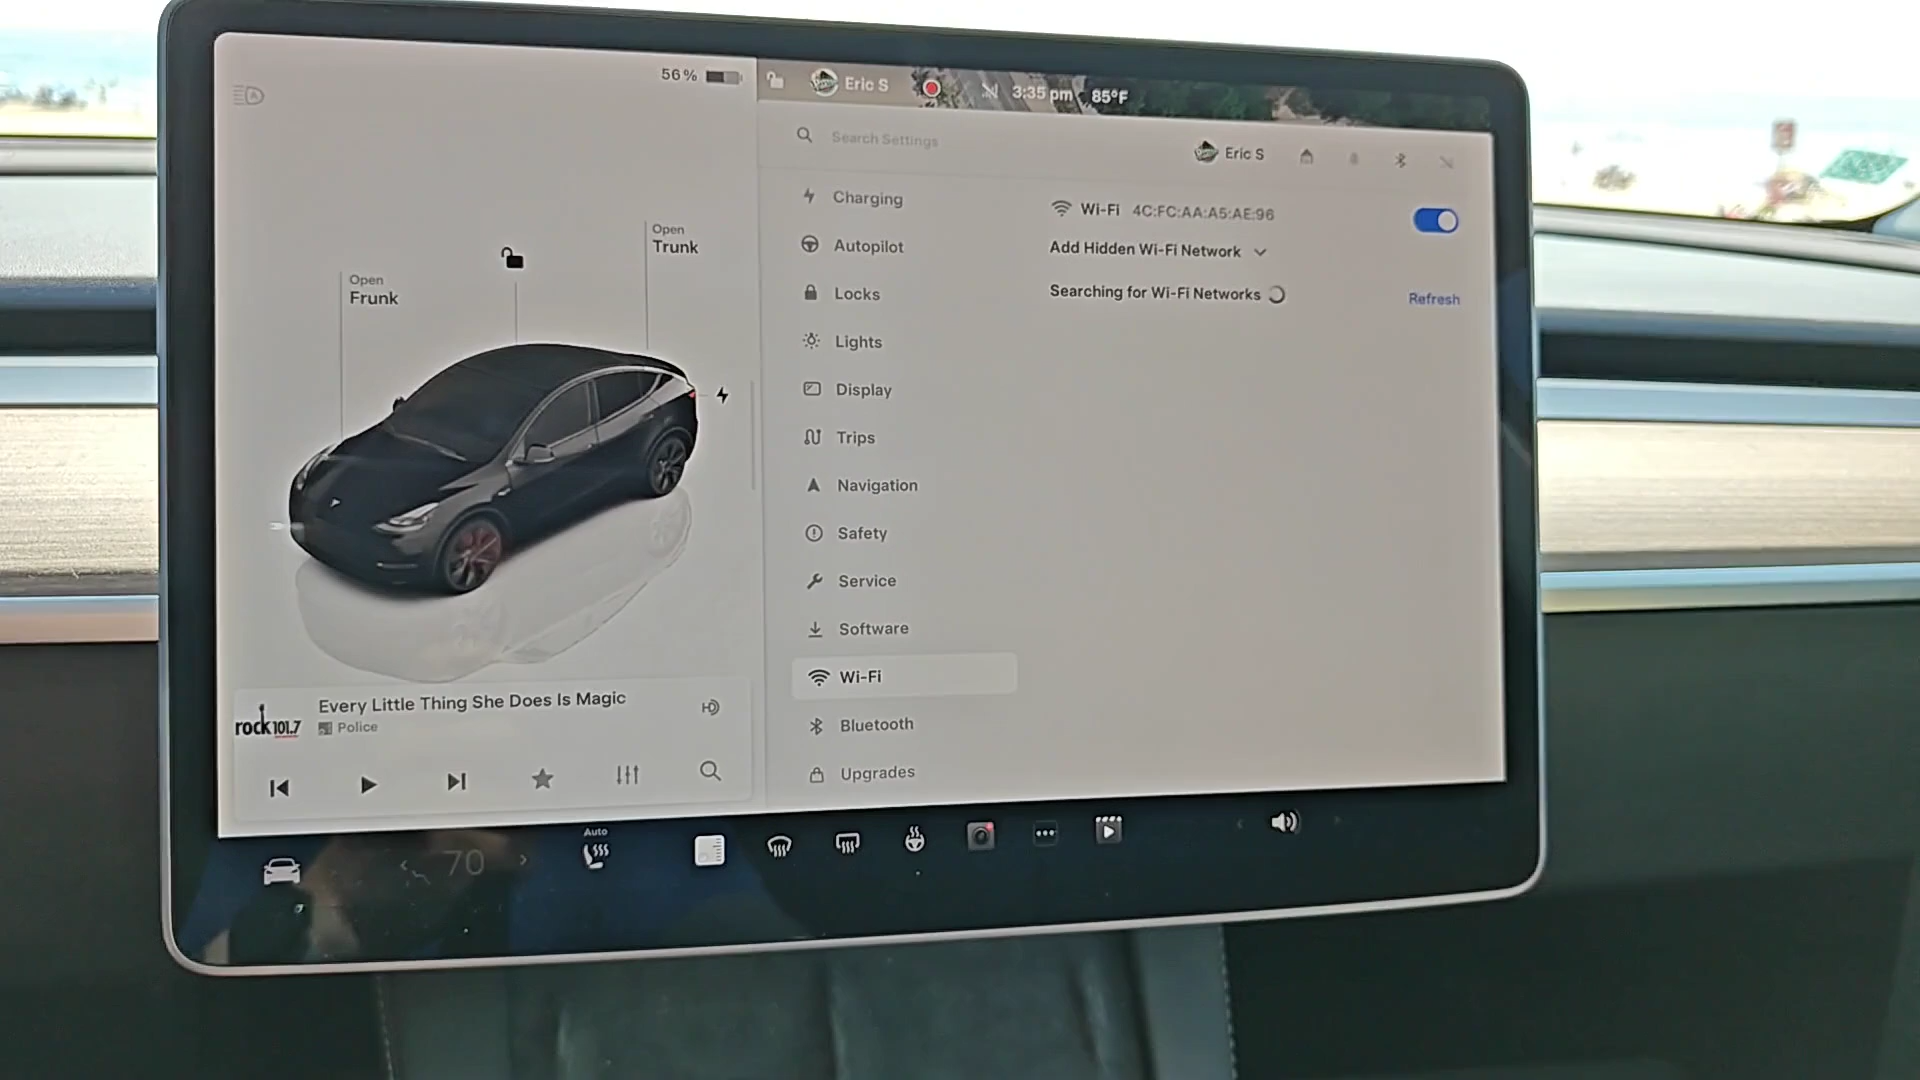 56%
Eric S
3:35 pm
85°F
Search Settings
Eric S
Open
Trunk
Open
Frunk
Charging
Autopilot
Locks
Lights
Display
Trips
Navigation
Safety
Service
Software
Wi-Fi
Bluetooth
Upgrades
Wi-Fi 4C:FC:AA:A5:AE:96
Add Hidden Wi-Fi Network
Searching for Wi-Fi Networks
Refresh
rock 101.7
Every Little Thing She Does Is Magic
Police
70
Auto